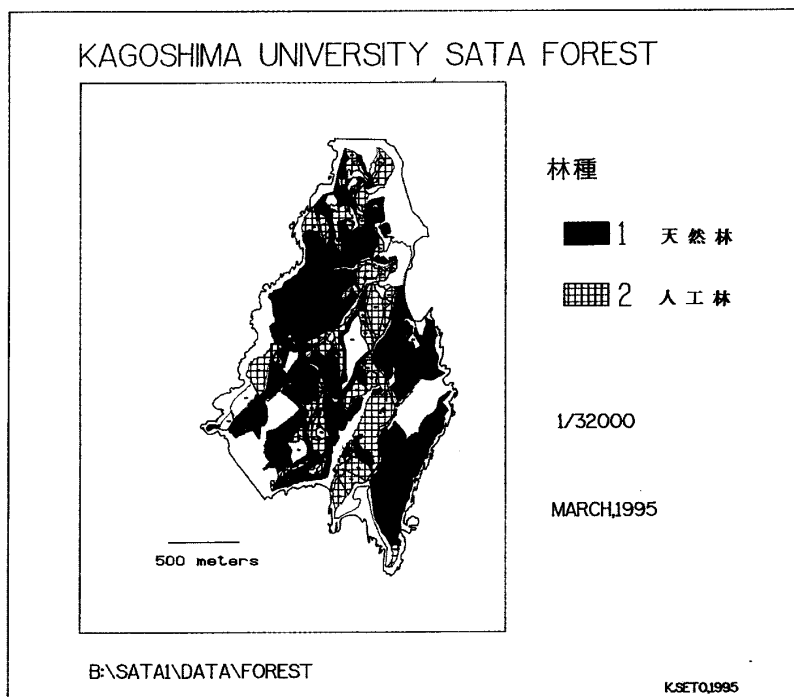 KAGOSHIMA UNIVERSITY SATA FOREST
林種
1 天然林
2 人工林
1/32000
MARCH,1995
500 meters
B:\SATA1\DATA\FOREST
K.SETO,1995